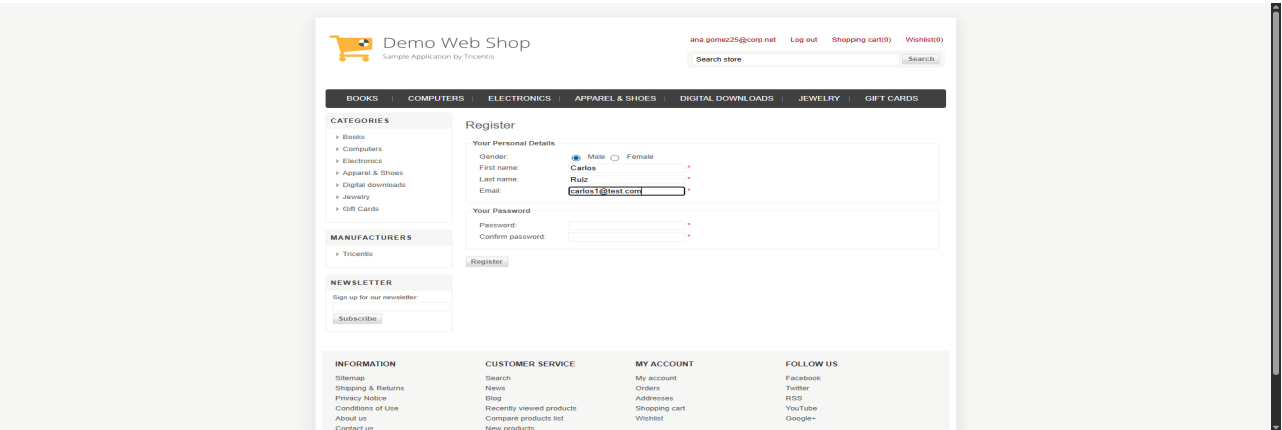 Demo Web Shop
Sample Application by Tricentis
ana.gomez25@corp.net Log out Shopping cart(0) Wishlist(0)
Search store Search
BOOKS COMPUTERS ELECTRONICS APPAREL & SHOES DIGITAL DOWNLOADS JEWELRY GIFT CARDS
CATEGORIES
Books
Computers
Electronics
Apparel & Shoes
Digital downloads
Jewelry
Gift Cards
MANUFACTURERS
Tricentis
NEWSLETTER
Sign up for our newsletter:
Subscribe
Register
Your Personal Details
Gender: Male Female
First name: Carlos *
Last name: Ruiz *
Email: carlos1@test.com *
Your Password
Password: *
Confirm password: *
Register
INFORMATION
Sitemap
Shipping & Returns
Privacy Notice
Conditions of Use
About us
Contact us
CUSTOMER SERVICE
Search
News
Blog
Recently viewed products
Compare products list
New products
MY ACCOUNT
My account
Orders
Addresses
Shopping cart
Wishlist
FOLLOW US
Facebook
Twitter
RSS
YouTube
Google+